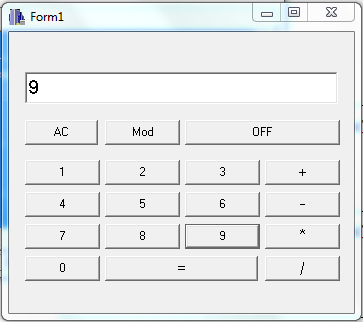 Form1
9
AC Mod OFF
1 2 3 +
4 5 6 -
7 8 9 *
0 = /